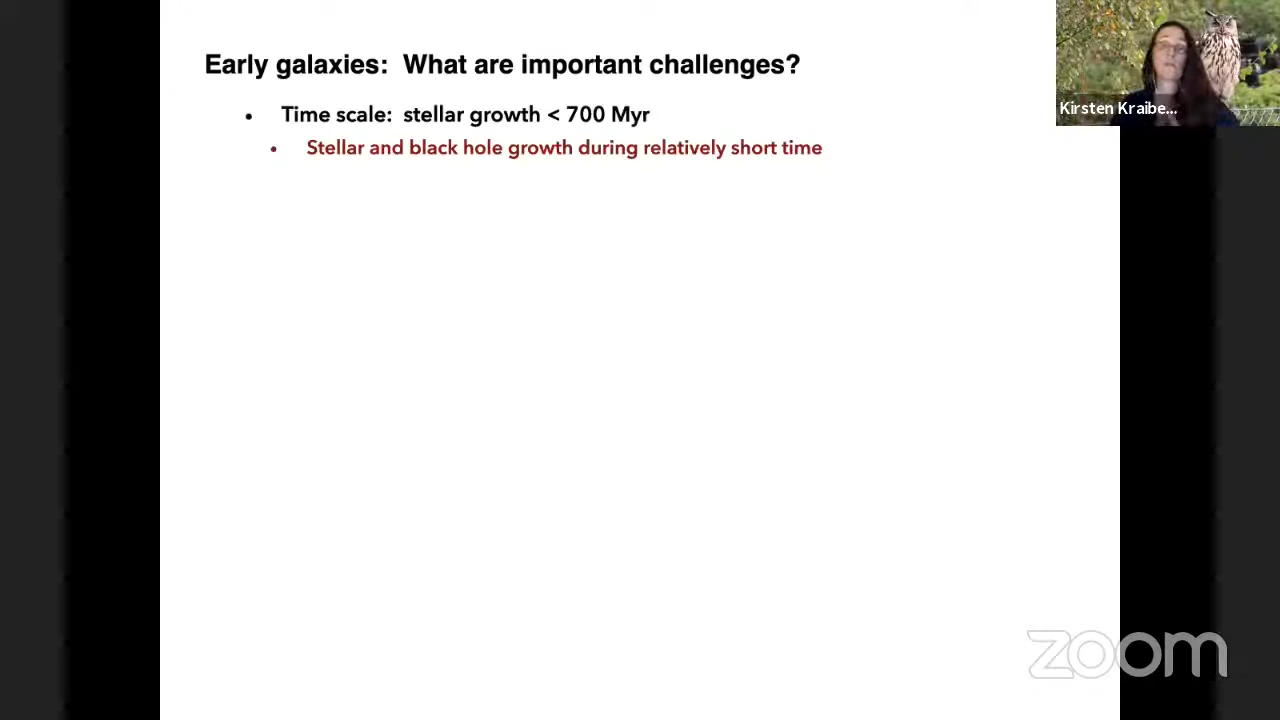 Early galaxies: What are important challenges?
Kirsten Kraibe...
• Time scale: stellar growth < 700 Myr
• Stellar and black hole growth during relatively short time
zoom